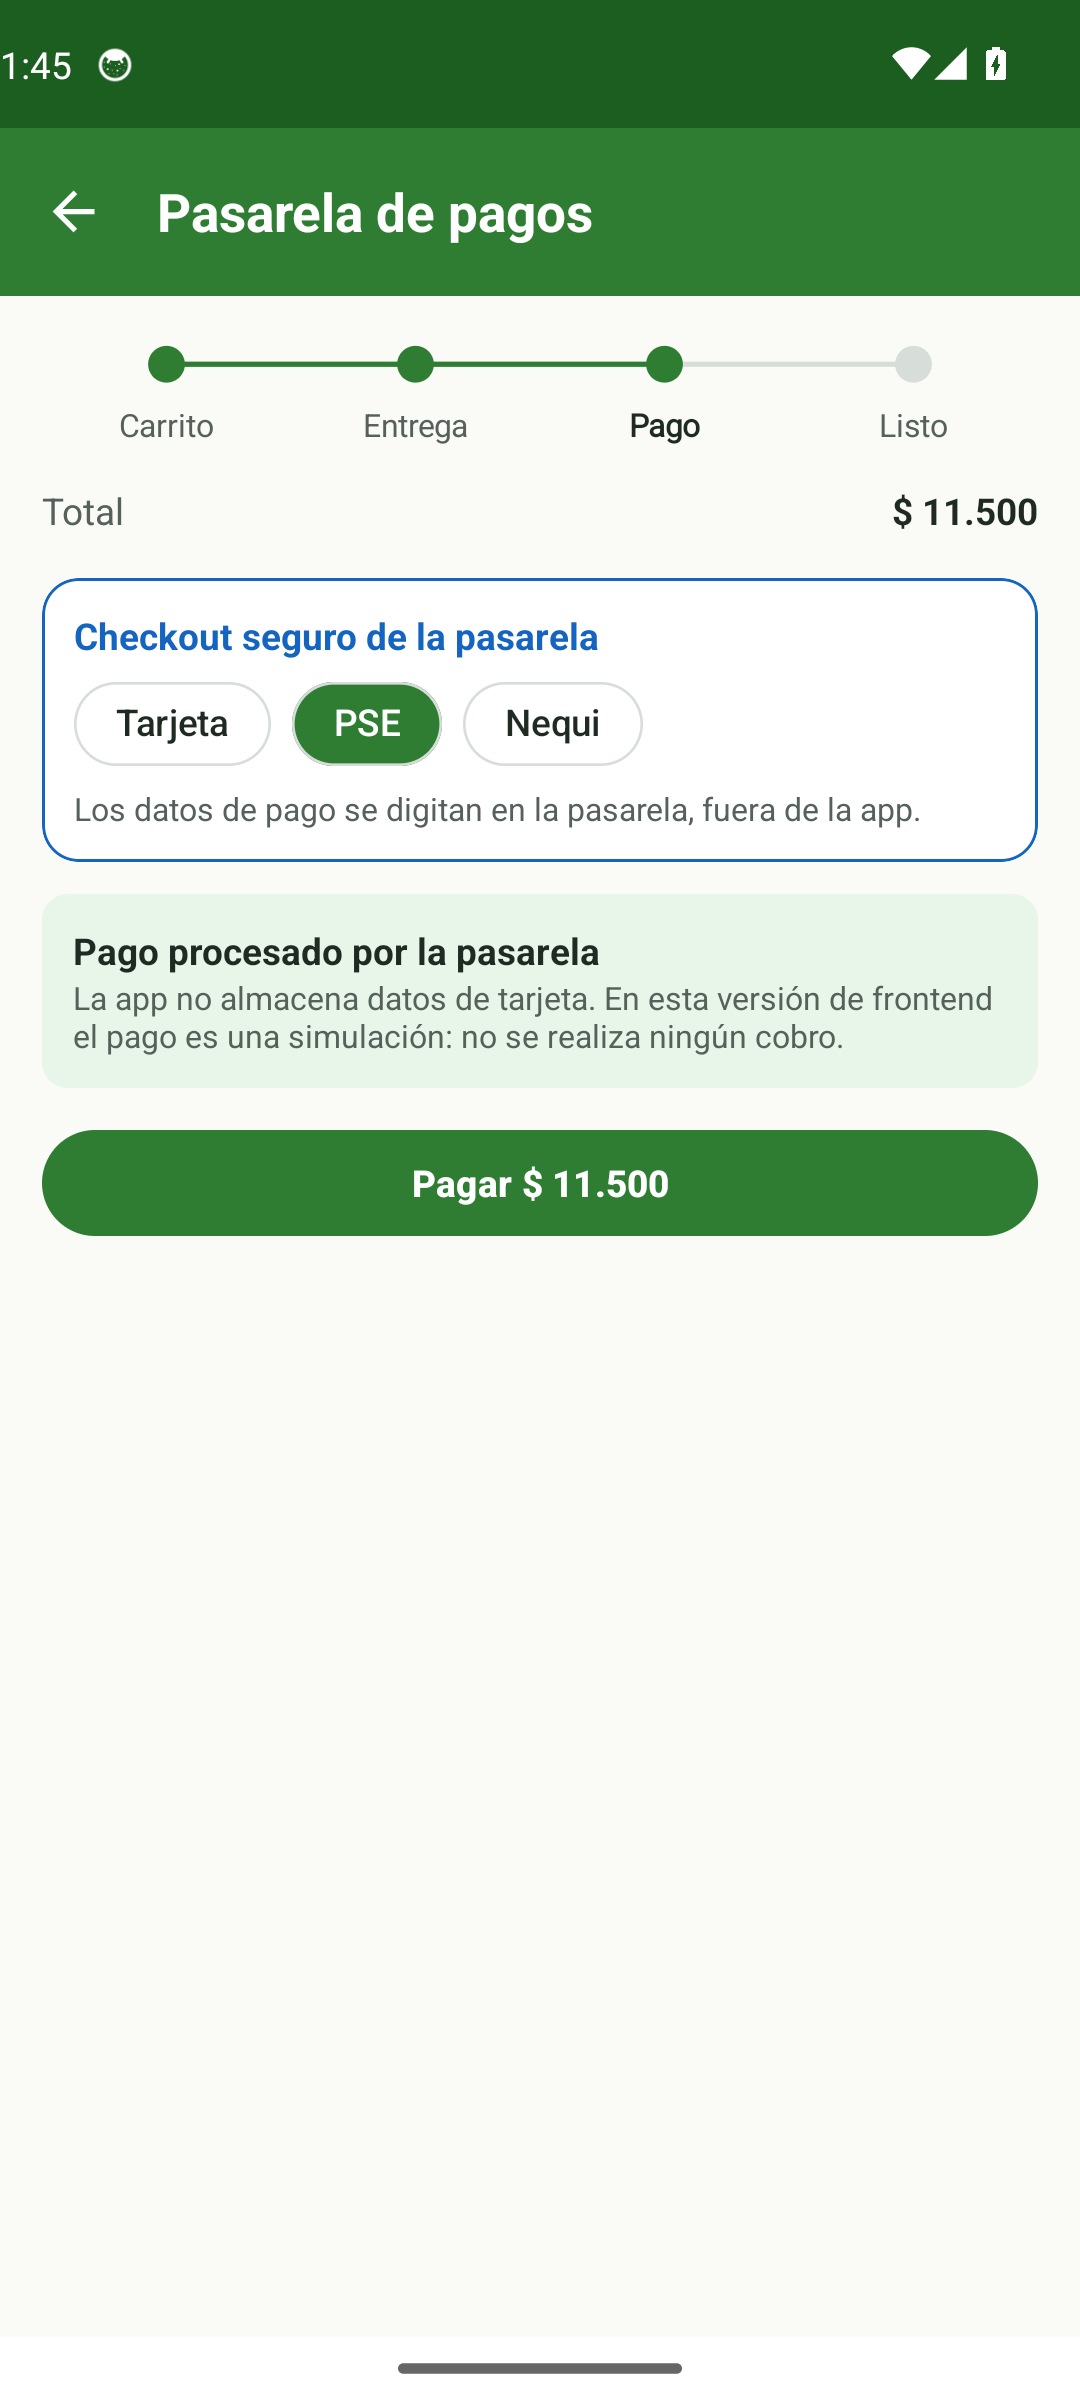 1:45
Pasarela de pagos
Carrito
Entrega
Pago
Listo
Total
$ 11.500
Checkout seguro de la pasarela
Tarjeta
PSE
Nequi
Los datos de pago se digitan en la pasarela, fuera de la app.
Pago procesado por la pasarela
La app no almacena datos de tarjeta. En esta versión de frontend
el pago es una simulación: no se realiza ningún cobro.
Pagar $ 11.500